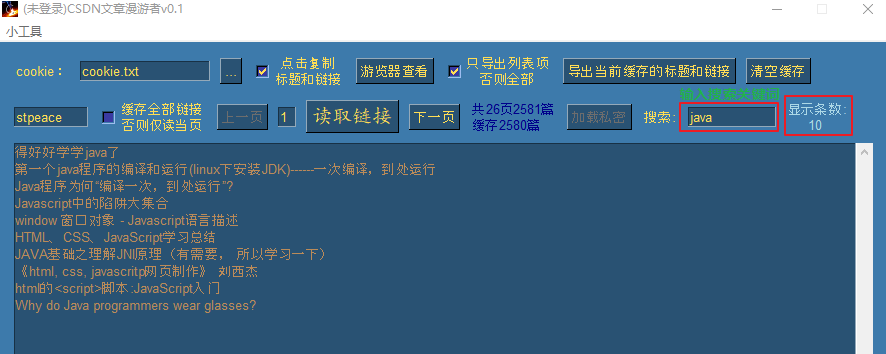 (未登录)CSDN文章漫游者v0.1
小工具
cookie： cookie.txt ... 点击复制 标题和链接 游览器查看 只导出列表项 否则全部 导出当前缓存的标题和链接 清空缓存
输入搜索关键词
stpeace 缓存全部链接 否则仅读当页 上一页 1 读取链接 下一页 共26页2581篇 缓存2580篇 加载私密 搜索: java 显示条数: 10
得好好学学java了
第一个java程序的编译和运行(linux下安装JDK)------一次编译，到处运行
Java程序为何“编译一次，到处运行”?
Javascript中的陷阱大集合
window 窗口对象 - Javascript语言描述
HTML、CSS、JavaScript学习总结
JAVA基础之理解JNI原理（有需要， 所以学习一下）
《html, css, javascritp网页制作》 刘西杰
html的<script>脚本:JavaScript入门
Why do Java programmers wear glasses?